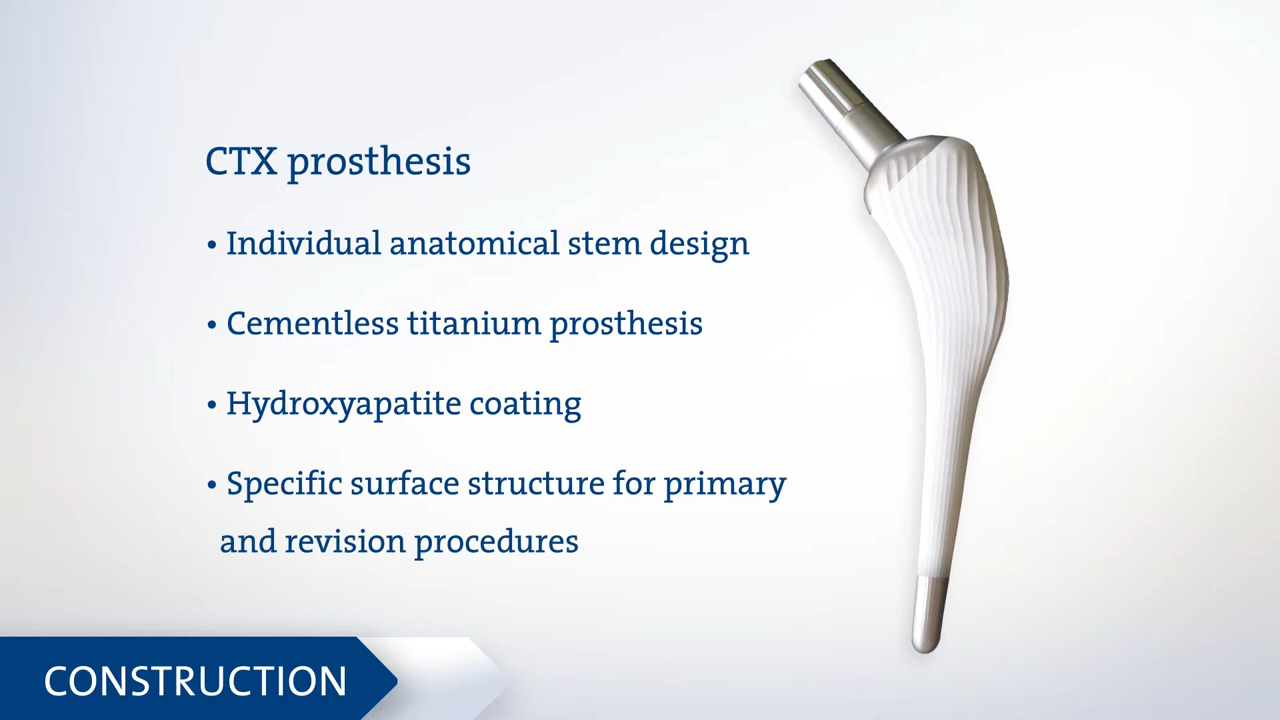 CTX prosthesis
• Individual anatomical stem design
• Cementless titanium prosthesis
• Hydroxyapatite coating
• Specific surface structure for primary
and revision procedures
CONSTRUCTION